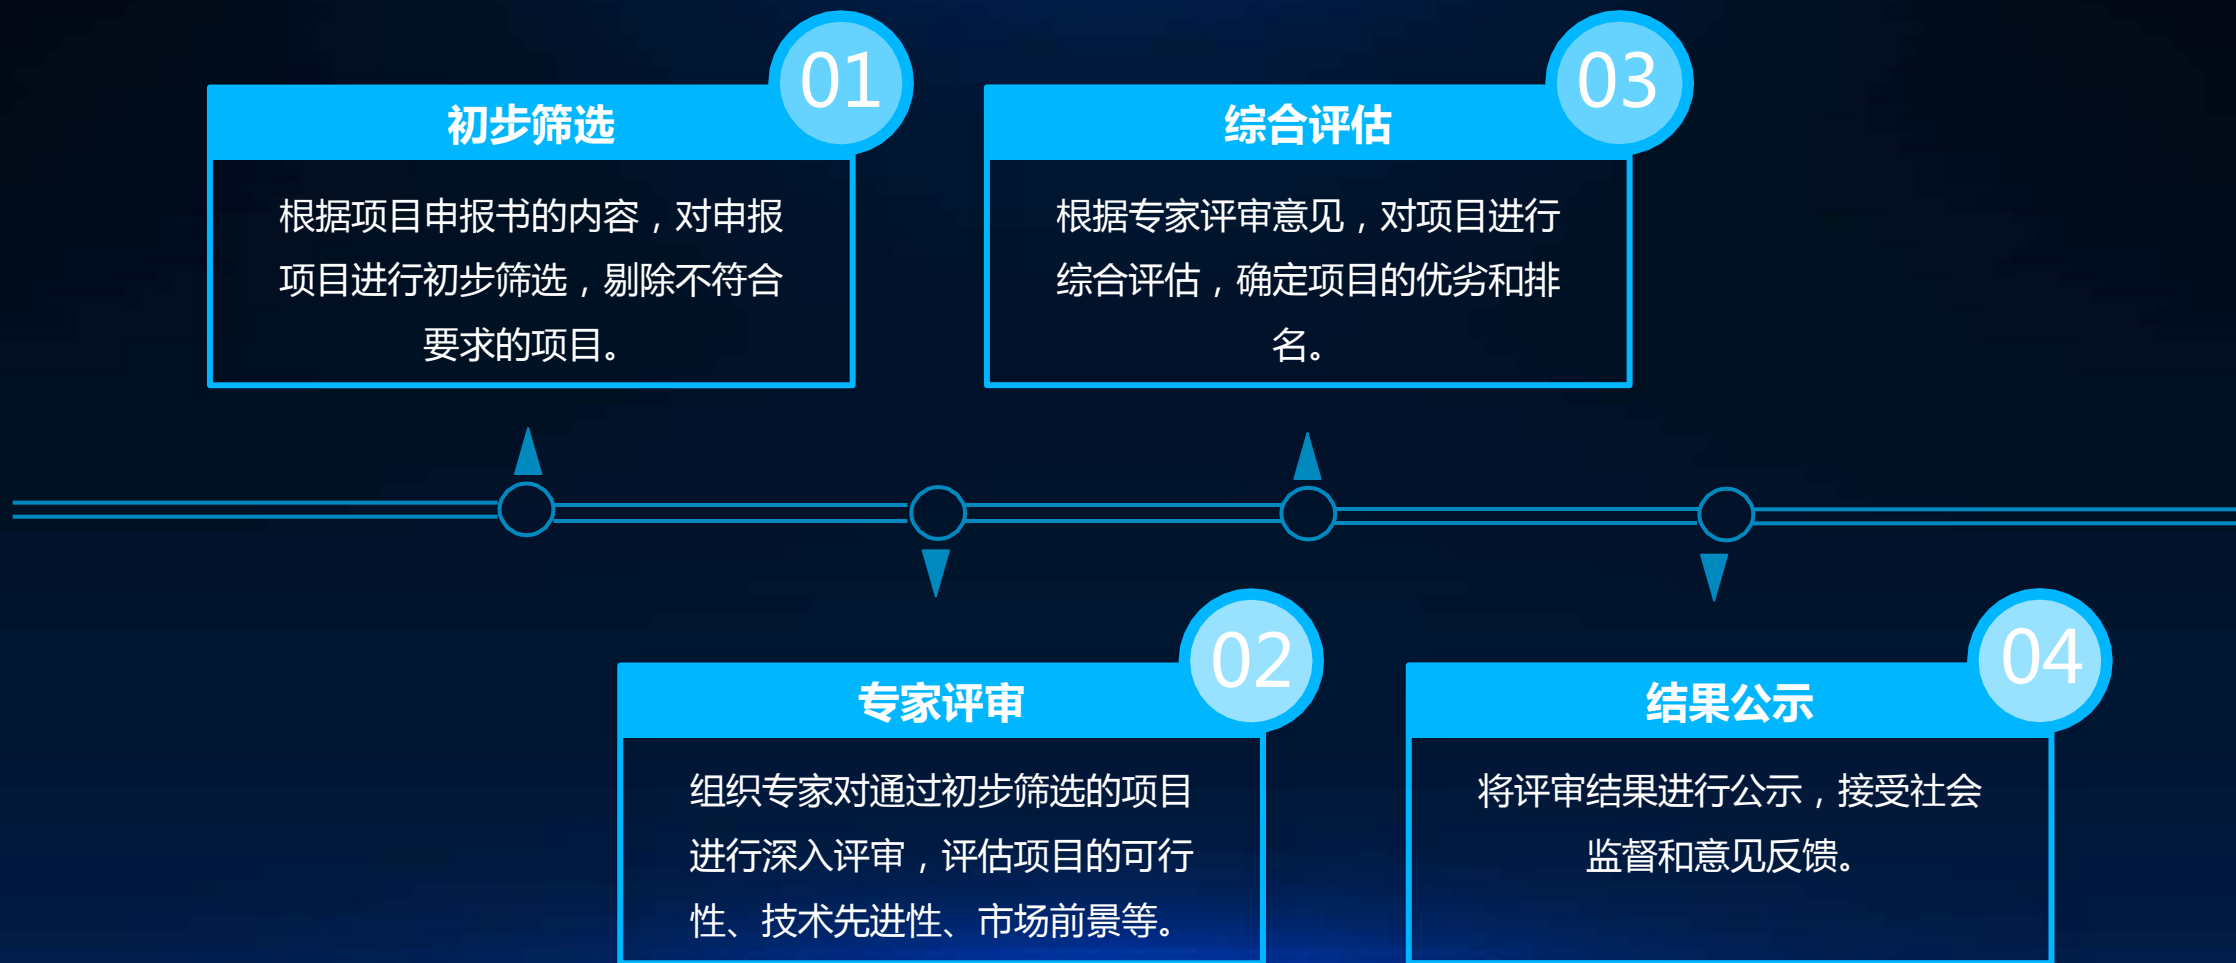 01
初步筛选
根据项目申报书的内容，对申报
项目进行初步筛选，剔除不符合
要求的项目。
02
专家评审
组织专家对通过初步筛选的项目
进行深入评审，评估项目的可行
性、技术先进性、市场前景等。
03
综合评估
根据专家评审意见，对项目进行
综合评估，确定项目的优劣和排
名。
04
结果公示
将评审结果进行公示，接受社会
监督和意见反馈。